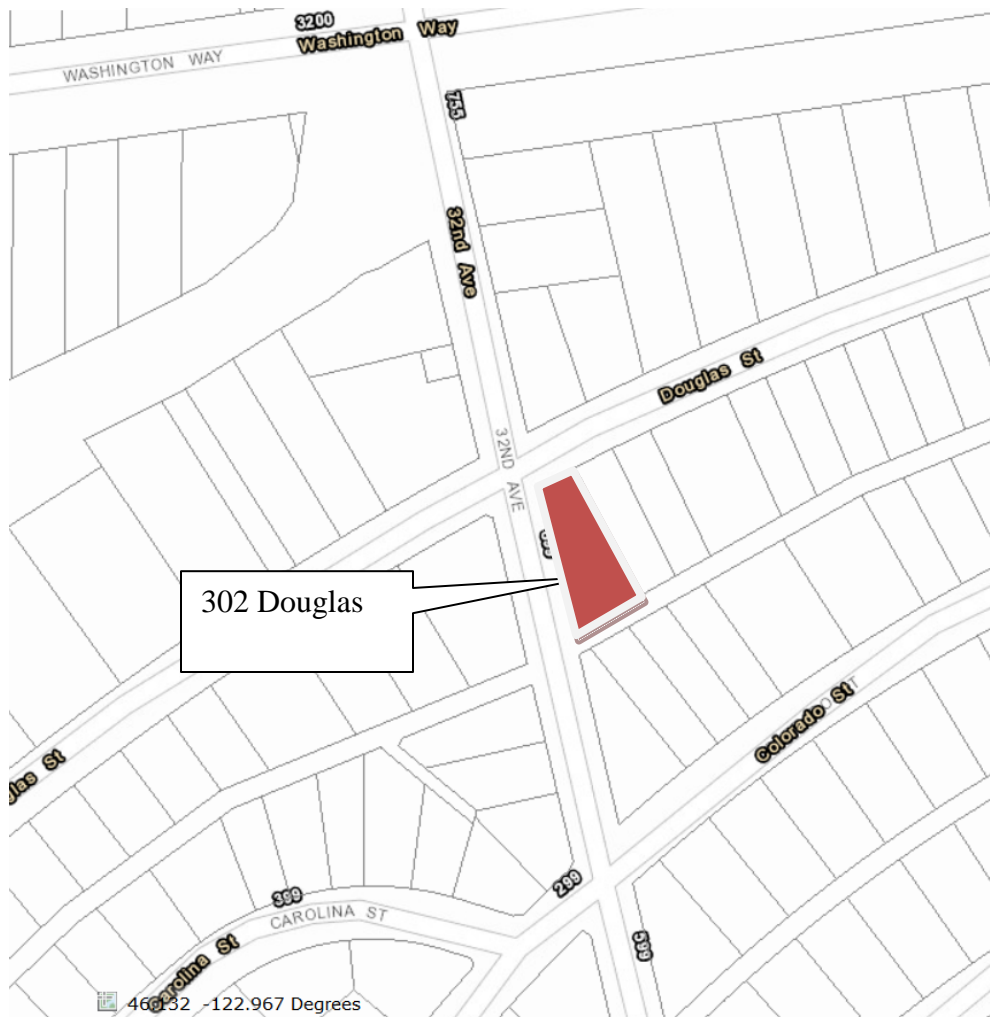 3200
Washington Way
WASHINGTON WAY
755
32nd Ave
Douglas St
32ND AVE
302 Douglas
Colorado St
glas St
299
399
CAROLINA ST
599
Carolina St
-122.967 Degrees